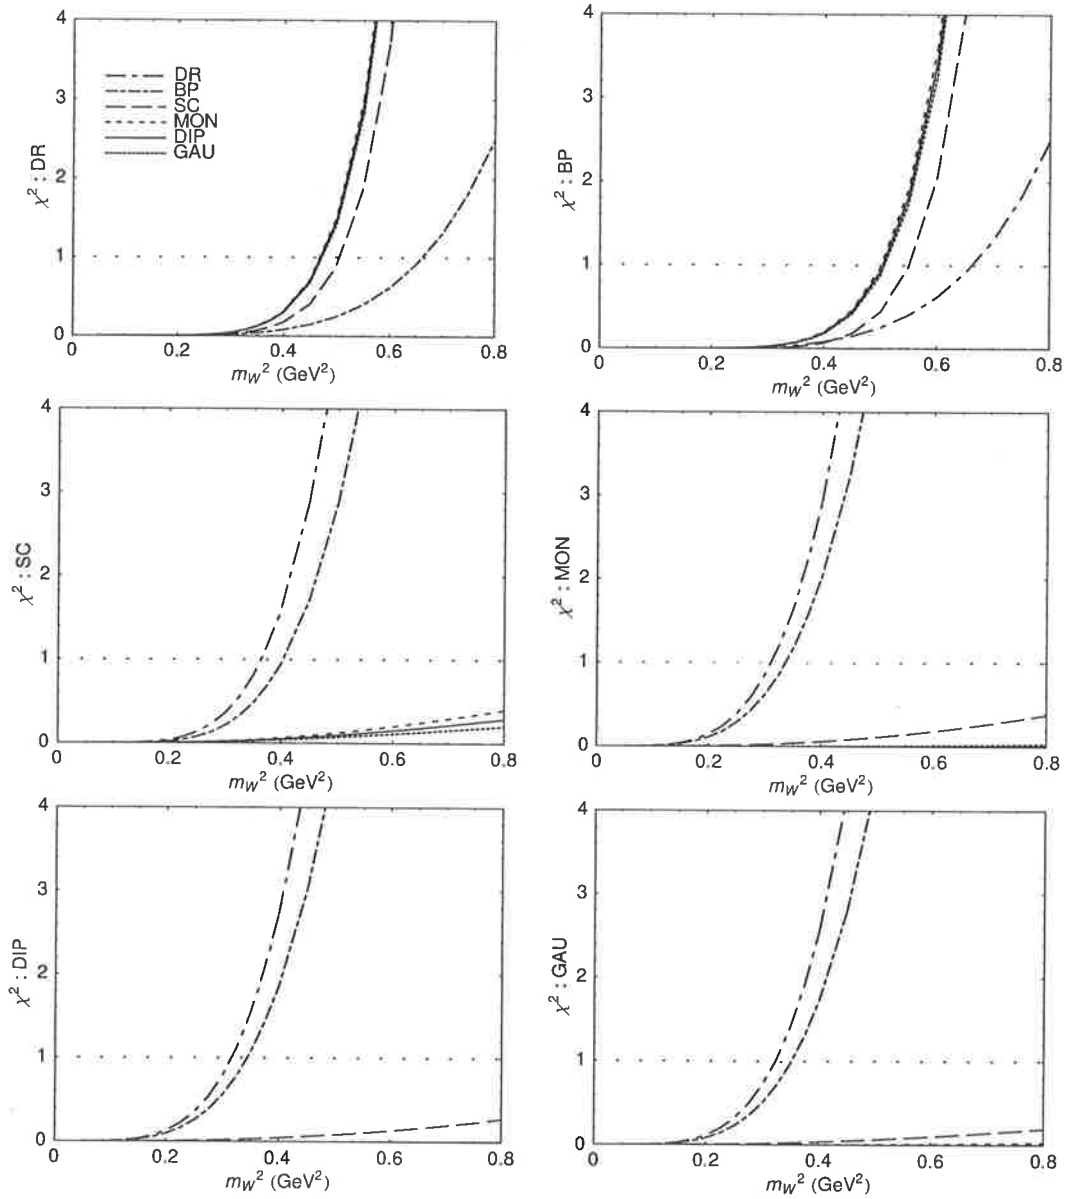 4
3
2
1
0
χ² : DR
DR
BP
SC
MON
DIP
GAU
0 0.2 0.4 0.6 0.8
m_W² (GeV²)
4
3
2
1
0
χ² : BP
0 0.2 0.4 0.6 0.8
m_W² (GeV²)
4
3
2
1
0
χ² : SC
0 0.2 0.4 0.6 0.8
m_W² (GeV²)
4
3
2
1
0
χ² : MON
0 0.2 0.4 0.6 0.8
m_W² (GeV²)
4
3
2
1
0
χ² : DIP
0 0.2 0.4 0.6 0.8
m_W² (GeV²)
4
3
2
1
0
χ² : GAU
0 0.2 0.4 0.6 0.8
m_W² (GeV²)